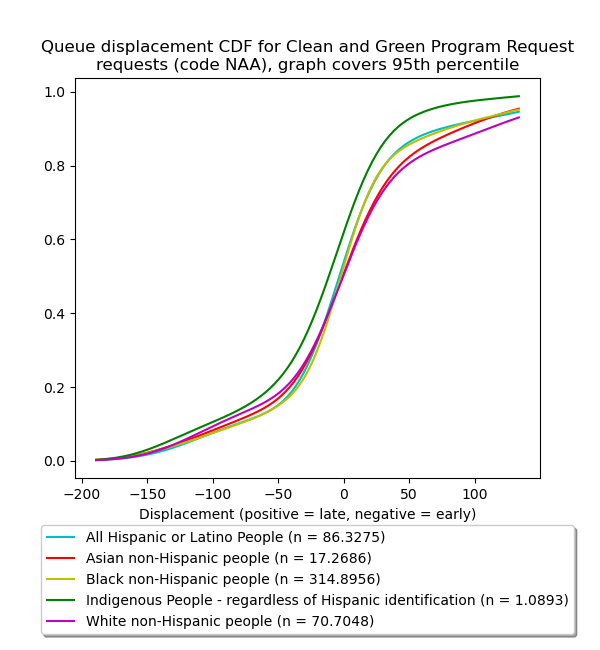 Queue displacement CDF for Clean and Green Program Request
requests (code NAA), graph covers 95th percentile
1.0
0.8
0.6
0.4
0.2
0.0
−200 −150 −100 −50 0 50 100
Displacement (positive = late, negative = early)
All Hispanic or Latino People (n = 86.3275)
Asian non-Hispanic people (n = 17.2686)
Black non-Hispanic people (n = 314.8956)
Indigenous People - regardless of Hispanic identification (n = 1.0893)
White non-Hispanic people (n = 70.7048)